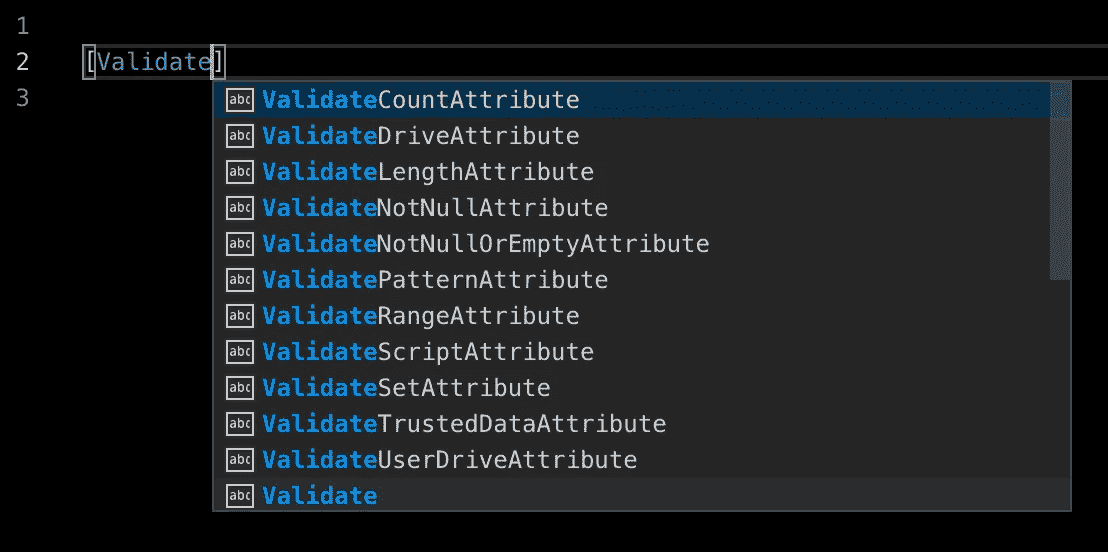 1
2 [Validate]
3
abc ValidateCountAttribute
abc ValidateDriveAttribute
abc ValidateLengthAttribute
abc ValidateNotNullAttribute
abc ValidateNotNullOrEmptyAttribute
abc ValidatePatternAttribute
abc ValidateRangeAttribute
abc ValidateScriptAttribute
abc ValidateSetAttribute
abc ValidateTrustedDataAttribute
abc ValidateUserDriveAttribute
abc Validate